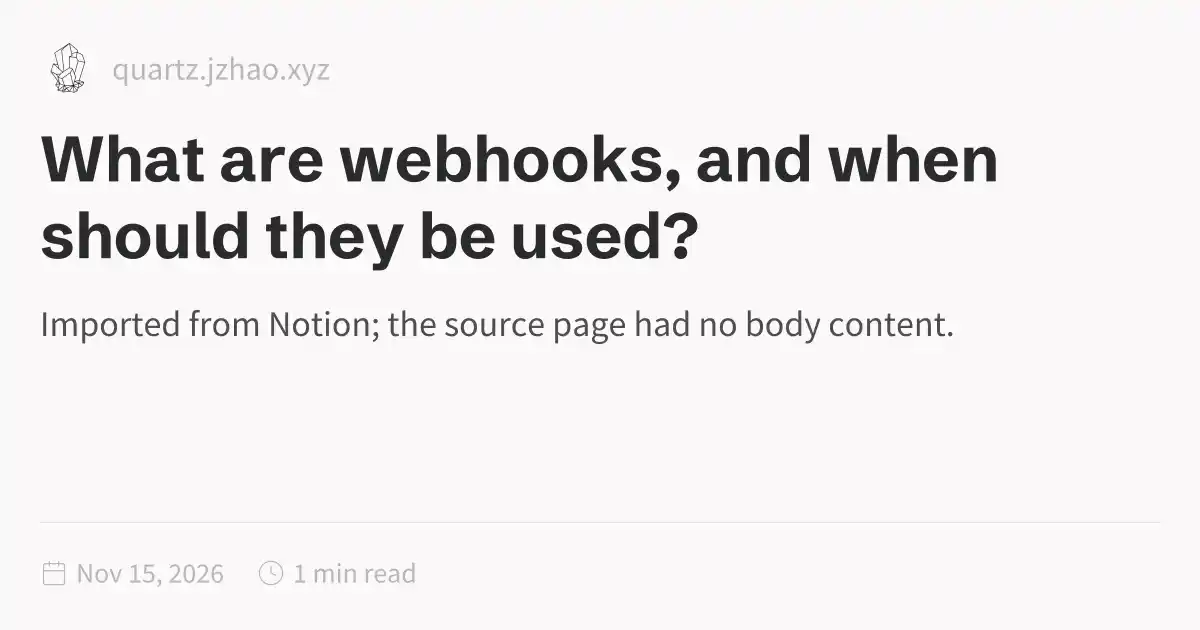 quartz.jzhao.xyz
What are webhooks, and when
should they be used?
Imported from Notion; the source page had no body content.
Nov 15, 2026 1 min read